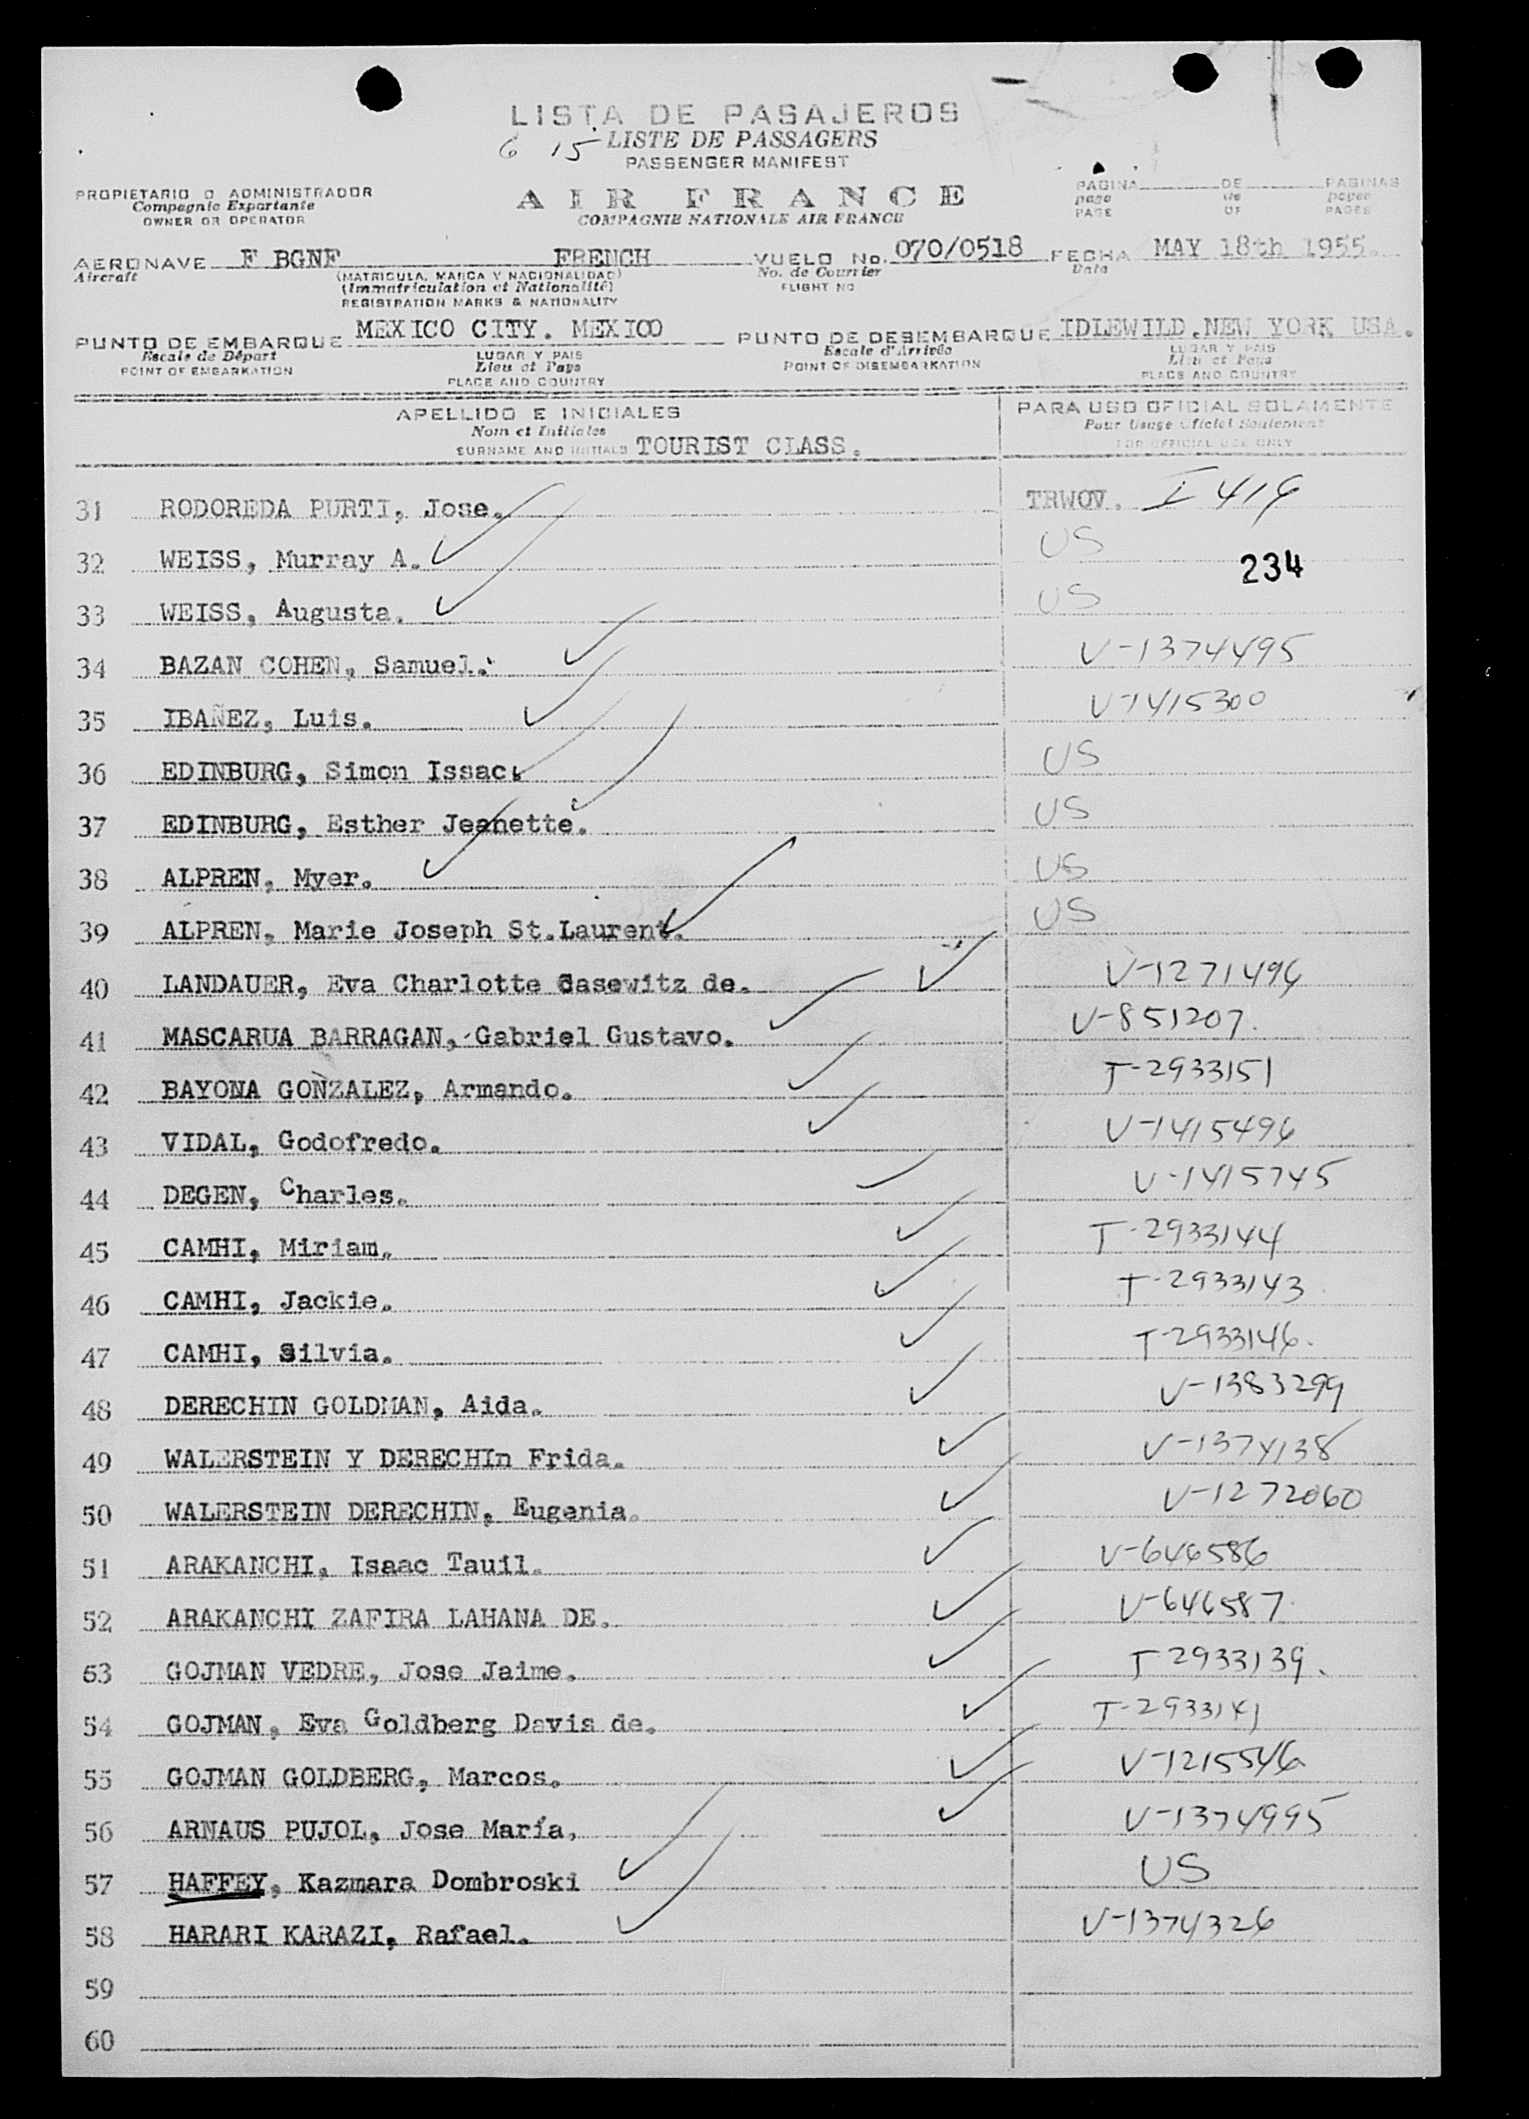 LISTA DE PASAJEROS
6 15 LISTE DE PASSAGERS
PASSENGER MANIFEST
PROPIETARIO O ADMINISTRADOR
Compagnie Exportante
OWNER OR OPERATOR
AIR FRANCE
COMPAGNIE NATIONALE AIR FRANCE
PAGINA DE PAGINAS
page de pages
PAGE OF PAGES
AERONAVE F BGNF FRENCH VUELO No. 070/0518 FECHA MAY 18th 1955.
Aircraft (MATRICULA, MARCA Y NACIONALIDAD) No. de Courrier Date
(Immatriculation et Nationalité) FLIGHT NO
REGISTRATION MARKS & NATIONALITY
PUNTO DE EMBARQUE MEXICO CITY. MEXICO PUNTO DE DESEMBARQUE IDLEWILD.NEW YORK USA.
Escale de Départ LUGAR Y PAIS Escale d'Arrivée LUGAR Y PAIS
POINT OF EMBARKATION Lieu et Pays POINT OF DISEMBARKATION Lieu et Pays
PLACE AND COUNTRY PLACE AND COUNTRY
APELLIDO E INICIALES PARA USO OFICIAL SOLAMENTE
Nom et Initiales Pour Usage Officiel Seulement
SURNAME AND INITIALS TOURIST CLASS. FOR OFFICIAL USE ONLY
31 RODOREDA PURTI, Jose. TRWOV. I 416
32 WEISS, Murray A. US
234
33 WEISS, Augusta. US
34 BAZAN COHEN, Samuel. V-1374495
35 IBAÑEZ, Luis. V-1415300
36 EDINBURG, Simon Issac. US
37 EDINBURG, Esther Jeanette. US
38 ALPREN, Myer. US
39 ALPREN, Marie Joseph St.Laurent. US
40 LANDAUER, Eva Charlotte Casewitz de. V-1271496
41 MASCARUA BARRAGAN, Gabriel Gustavo. V-851207.
42 BAYONA GONZALEZ, Armando. T-2933151
43 VIDAL, Godofredo. V-1415496
44 DEGEN, Charles. V-1415745
45 CAMHI, Miriam. T-2933144
46 CAMHI, Jackie. T-2933143
47 CAMHI, Silvia. T-2933146.
48 DERECHIN GOLDMAN, Aida. V-1383299
49 WALERSTEIN Y DERECHIn Frida. V-1374138
50 WALERSTEIN DERECHIN, Eugenia. V-1272060
51 ARAKANCHI, Isaac Tauil. V-646586
52 ARAKANCHI ZAFIRA LAHANA DE. V-646587.
53 GOJMAN VEDRE, Jose Jaime. T-2933139.
54 GOJMAN, Eva Goldberg Davis de. T-2933141
55 GOJMAN GOLDBERG, Marcos. V-1215546
56 ARNAUS PUJOL, Jose María, V-1374995
57 HAFFEY, Kazmara Dombroski US
58 HARARI KARAZI, Rafael. V-1374326
59
60